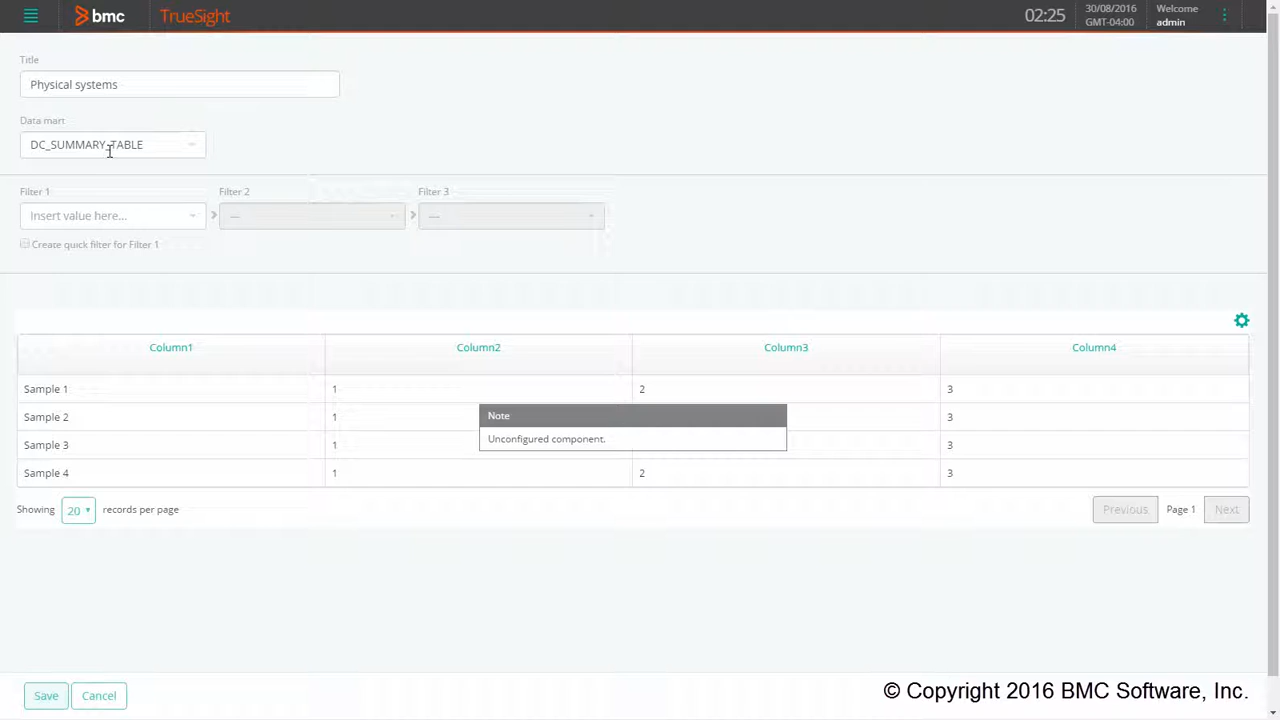 bmc TrueSight 02:25 30/08/2016 Welcome
GMT-04:00 admin
Title
Physical systems
Data mart
DC_SUMMARY_TABLE
Filter 1 Filter 2 Filter 3
Insert value here... > --- > ---
Create quick filter for Filter 1
Column1 Column2 Column3 Column4
Sample 1 1 2 3
Sample 2 1 3
Note
Unconfigured component.
Sample 3 1 3
Sample 4 1 2 3
Showing 20 records per page Previous Page 1 Next
Save Cancel
© Copyright 2016 BMC Software, Inc.